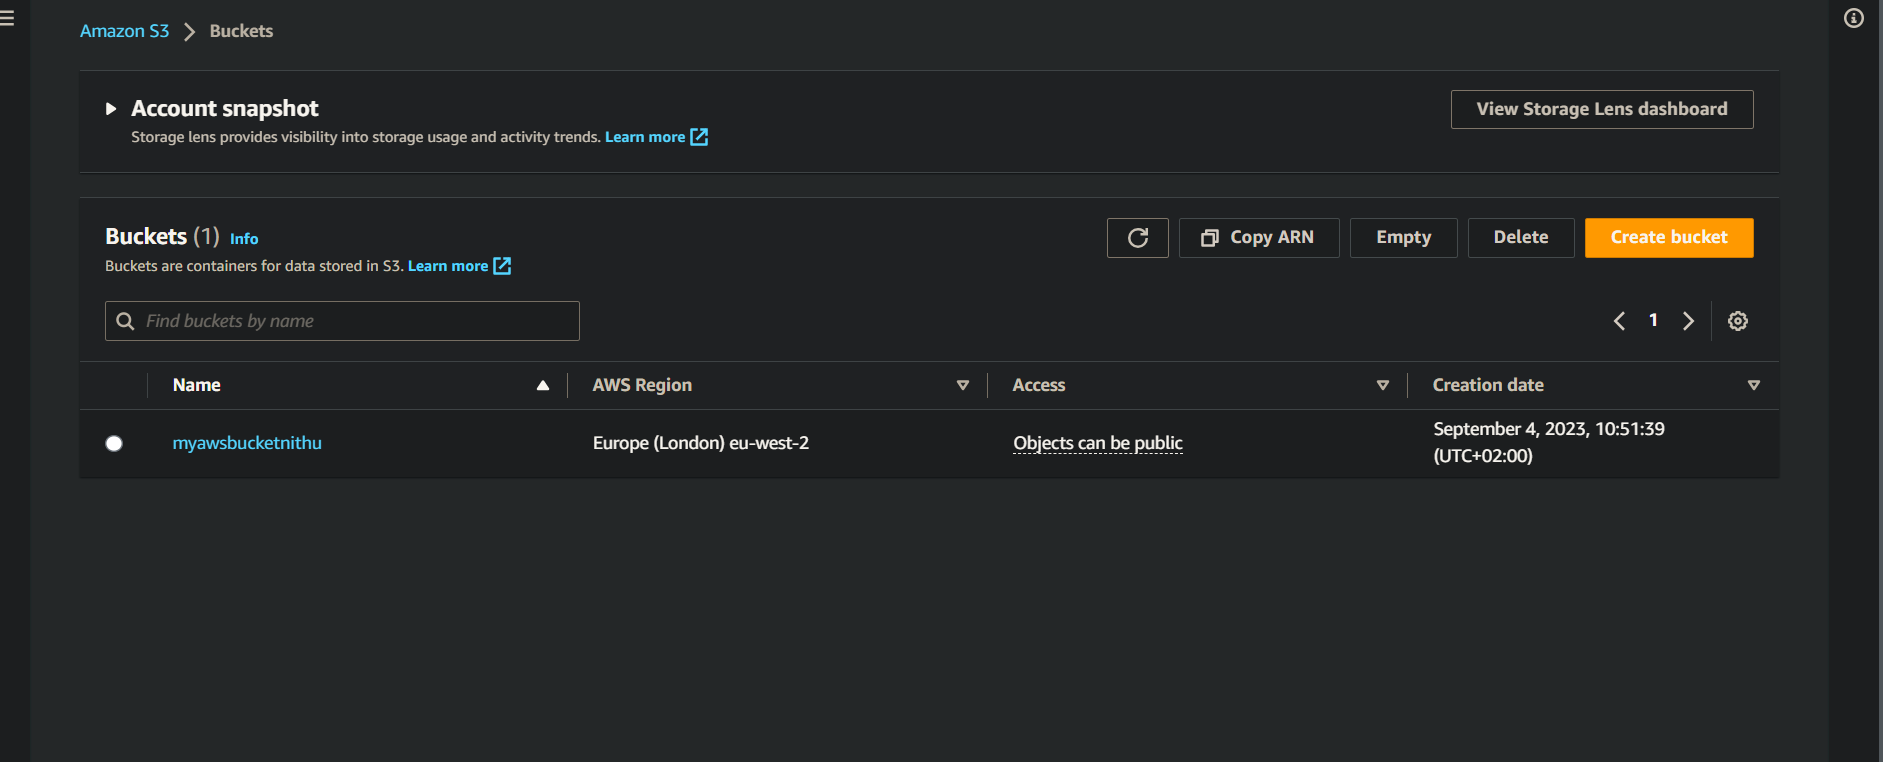 Amazon S3 > Buckets
Account snapshot
View Storage Lens dashboard
Storage lens provides visibility into storage usage and activity trends. Learn more
Buckets (1) Info
Copy ARN Empty Delete Create bucket
Buckets are containers for data stored in S3. Learn more
Find buckets by name
1
Name AWS Region Access Creation date
myawsbucketnithu Europe (London) eu-west-2 Objects can be public September 4, 2023, 10:51:39
(UTC+02:00)